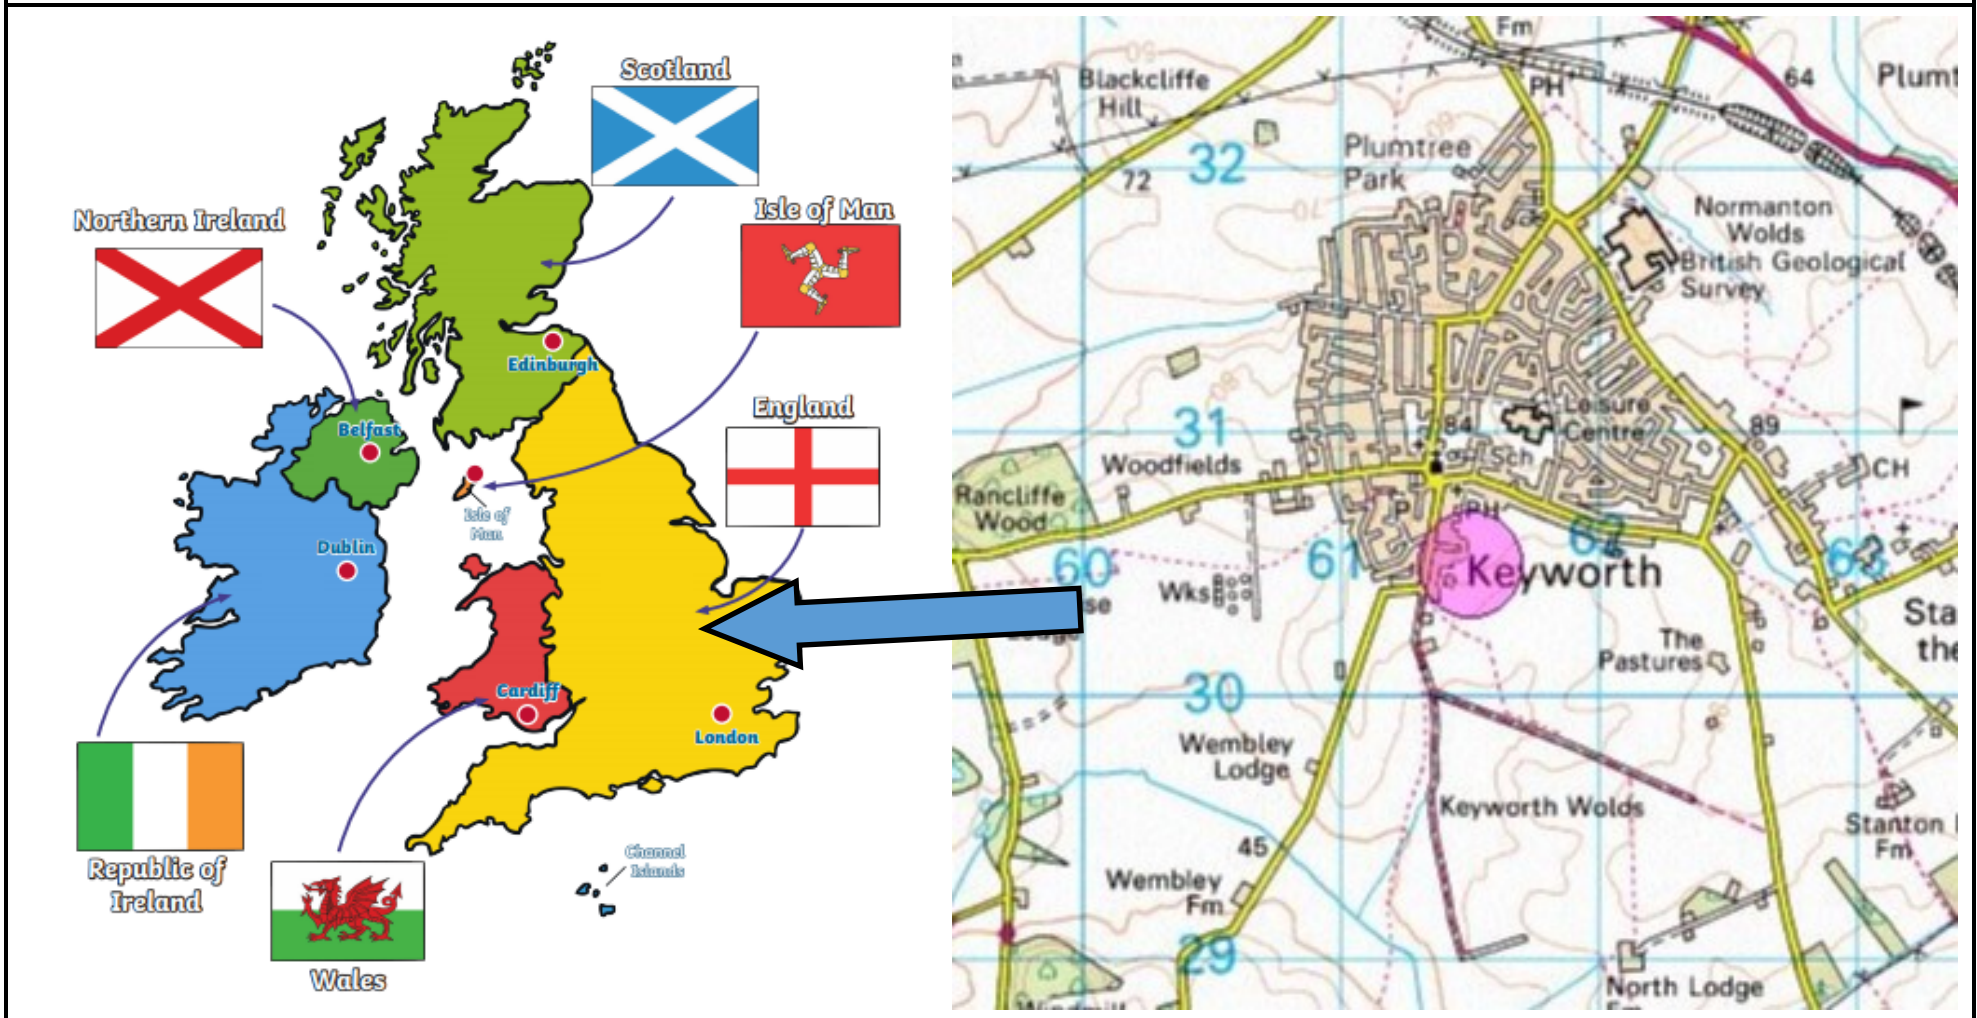 Scotland
Isle of Man
Northern Ireland
Edinburgh
England
Belfast
Isle of
Man
Dublin
Cardiff
London
Republic of
Ireland
Channel
Islands
Wales
Fm
Blackcliffe
Hill
PH
64
32
72
Plumtree
Park
Normanton
Wolds
British Geological
Survey
31
84
Leisure
Centre
89
Woodfields
Sch
CH
Rancliffe
Wood
P
PH
60
61
62
63
Keyworth
Wks
The
Pastures
30
Wembley
Lodge
Keyworth Wolds
45
Stanton
Fm
Wembley
Fm
29
North Lodge